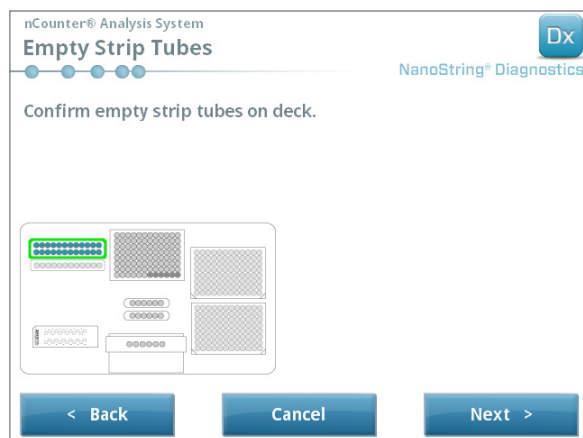 nCounter® Analysis System
Empty Strip Tubes
Dx
NanoString® Diagnostics
Confirm empty strip tubes on deck.
< Back
Cancel
Next >